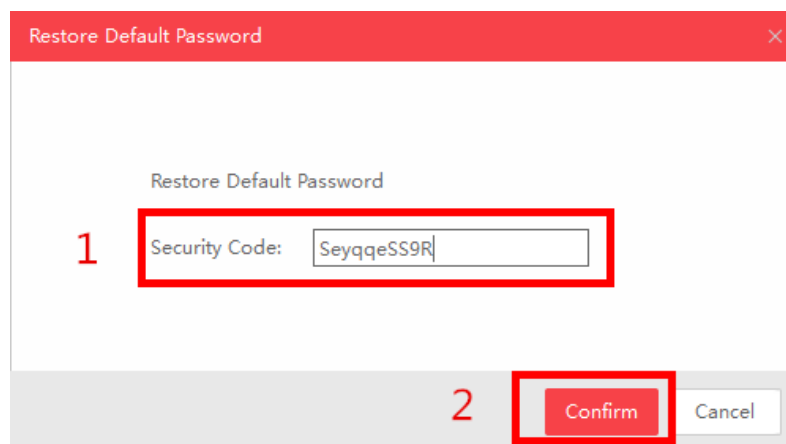 Restore Default Password
Restore Default Password
1 Security Code: SeyqqeSS9R
2 Confirm Cancel